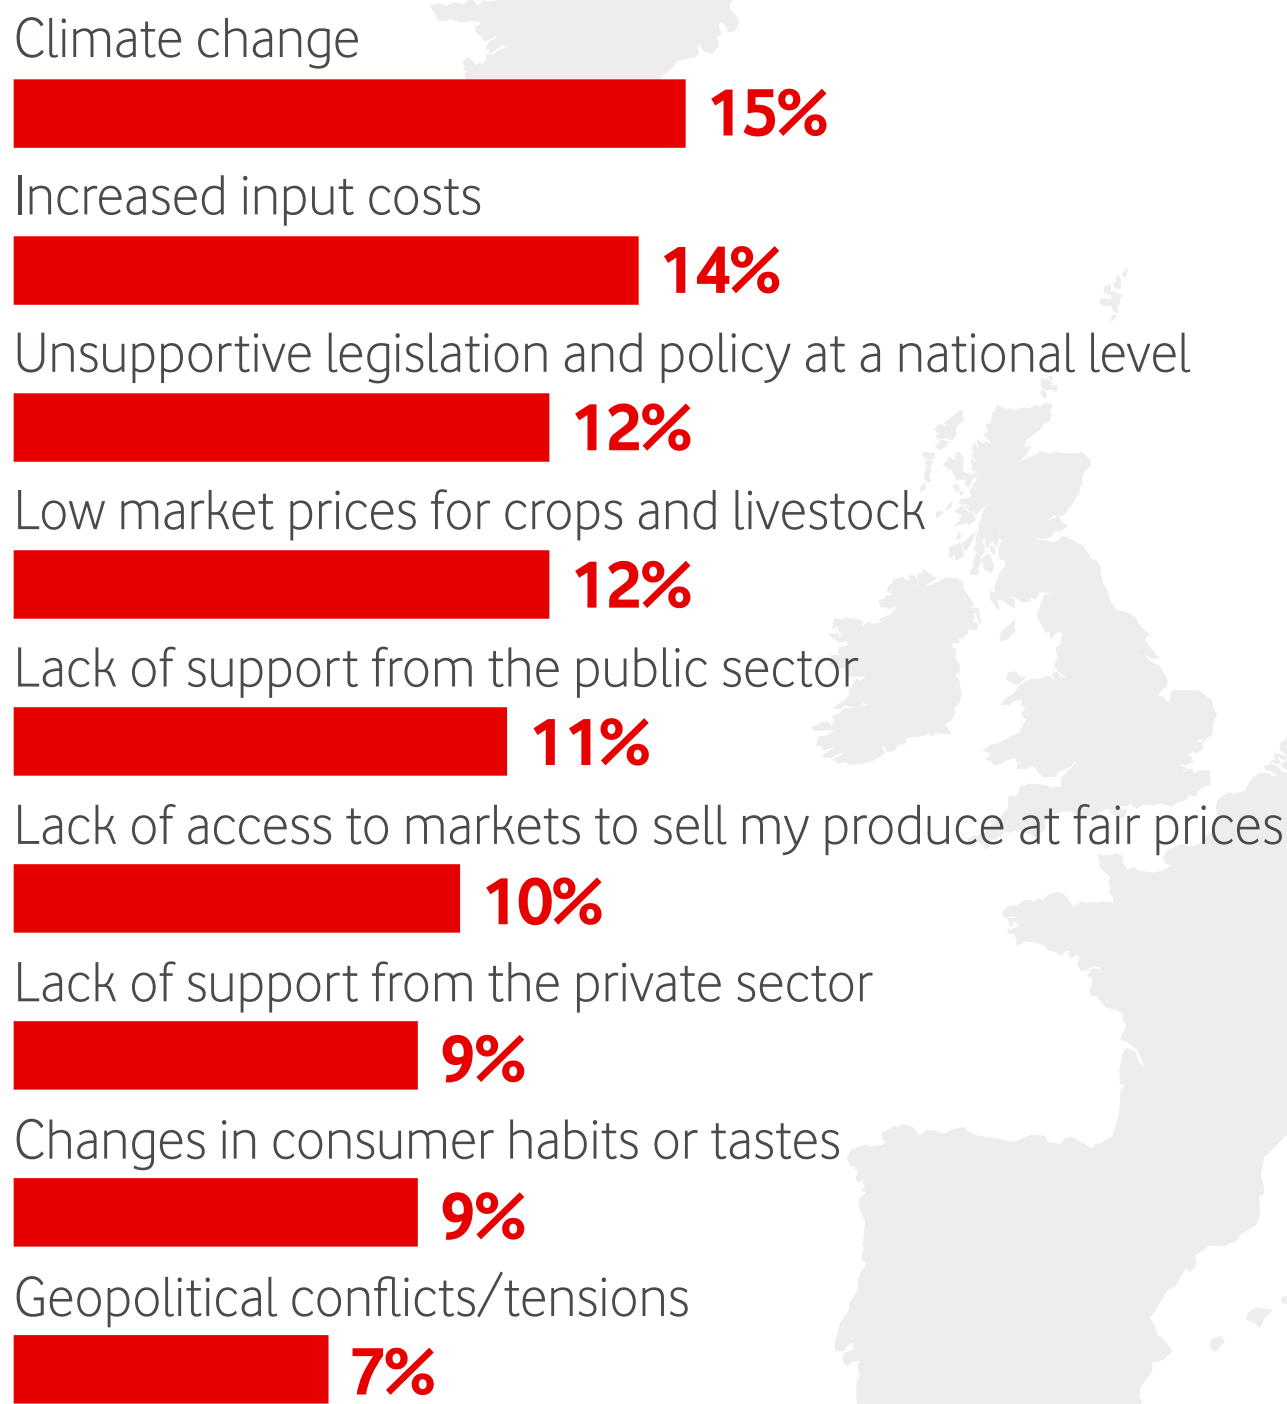 Climate change
15%
Increased input costs
14%
Unsupportive legislation and policy at a national level
12%
Low market prices for crops and livestock
12%
Lack of support from the public sector
11%
Lack of access to markets to sell my produce at fair prices
10%
Lack of support from the private sector
9%
Changes in consumer habits or tastes
9%
Geopolitical conflicts/tensions
7%